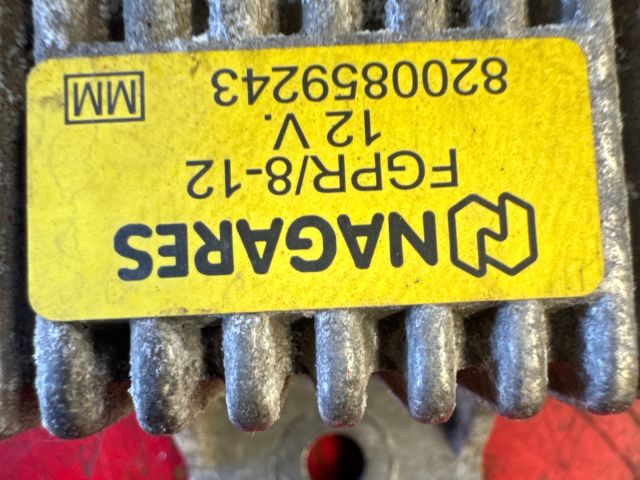 NAGARES
FGPR/8-12
12 V.
8200859243
MM